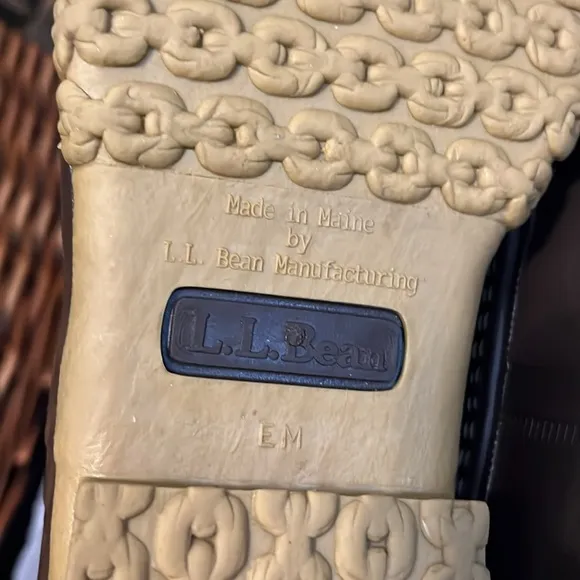 Made in Maine
by
L.L. Bean Manufacturing
L.L.Bean
EM